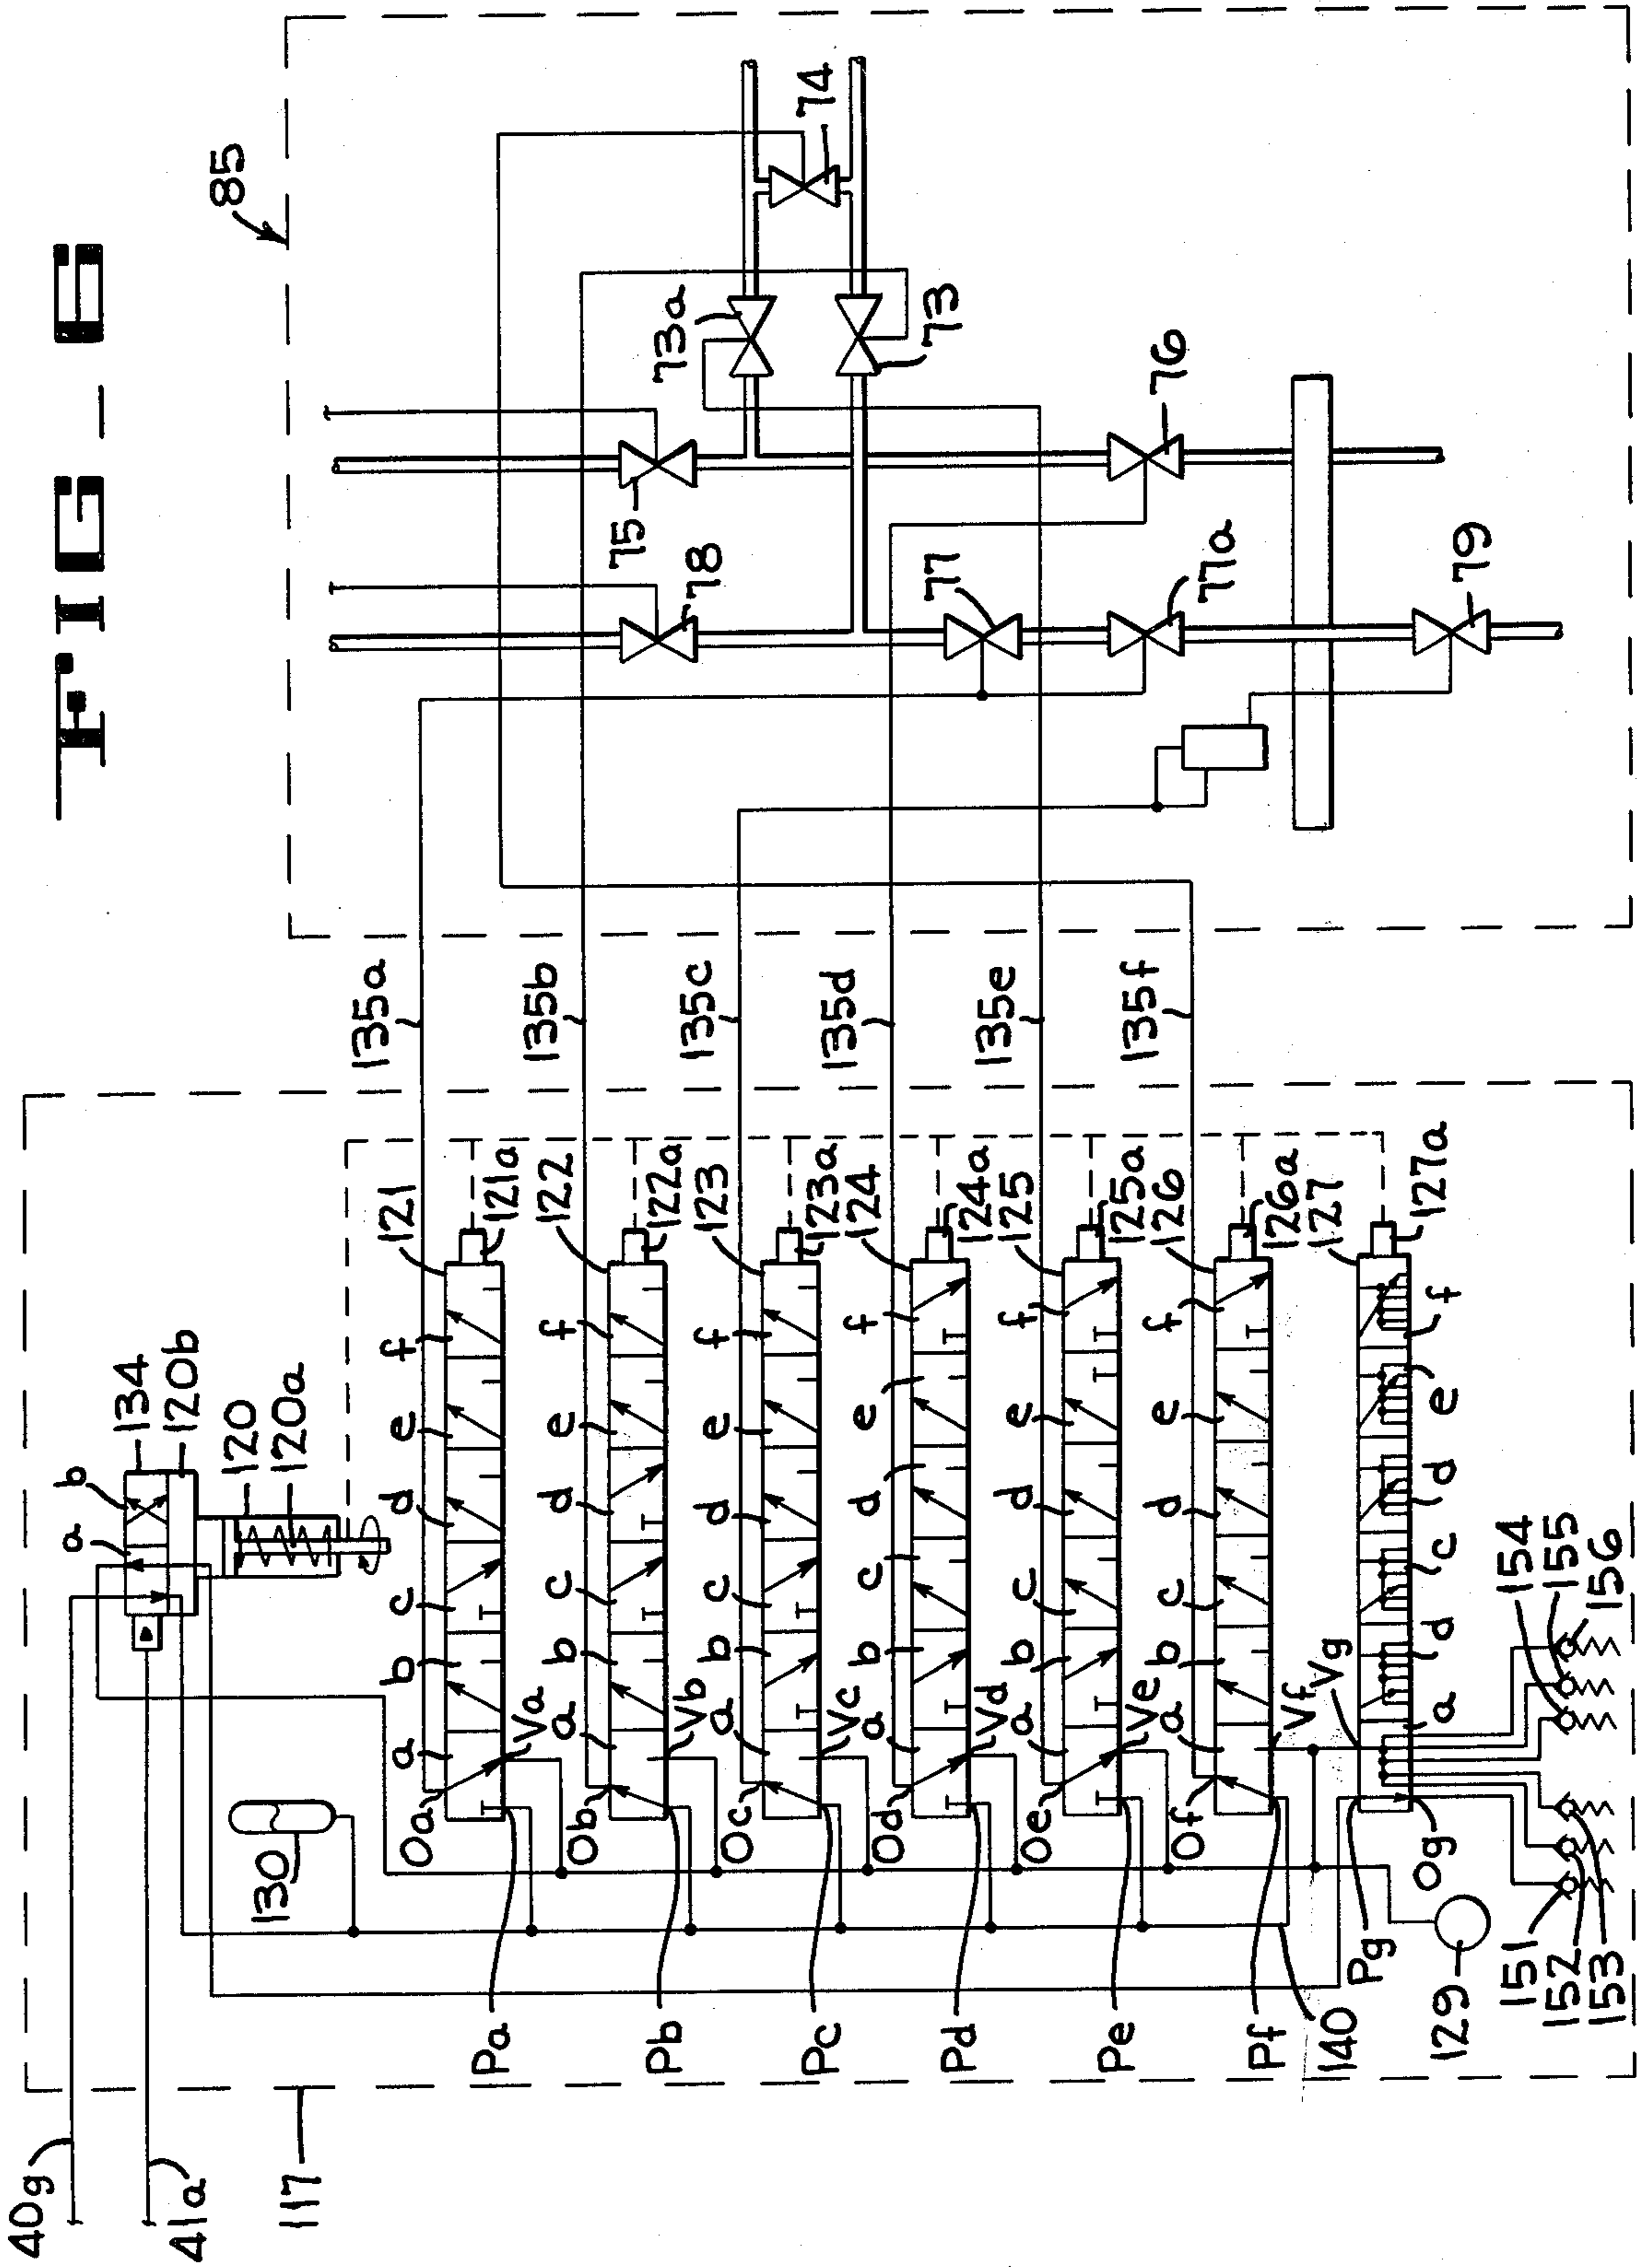 FIG_6
85
74
73a
73
75
76
78
77
77a
79
135a
135b
135c
135d
135e
135f
134
120b
120
120a
b
a
121
121a
122
122a
123
123a
124
124a
125
125a
126
126a
127
127a
a
b
c
d
e
f
a
b
c
d
e
f
a
b
c
d
e
f
a
b
c
d
e
f
a
b
c
d
e
f
a
b
c
d
e
f
a
d
c
d
e
f
Oa
Va
Ob
Vb
Oc
Vc
Od
Vd
Oe
Ve
Of
Vf
Vg
Og
130
Pa
Pb
Pc
Pd
Pe
Pf
Pg
140
129
151
152
153
154
155
156
40g
41a
117